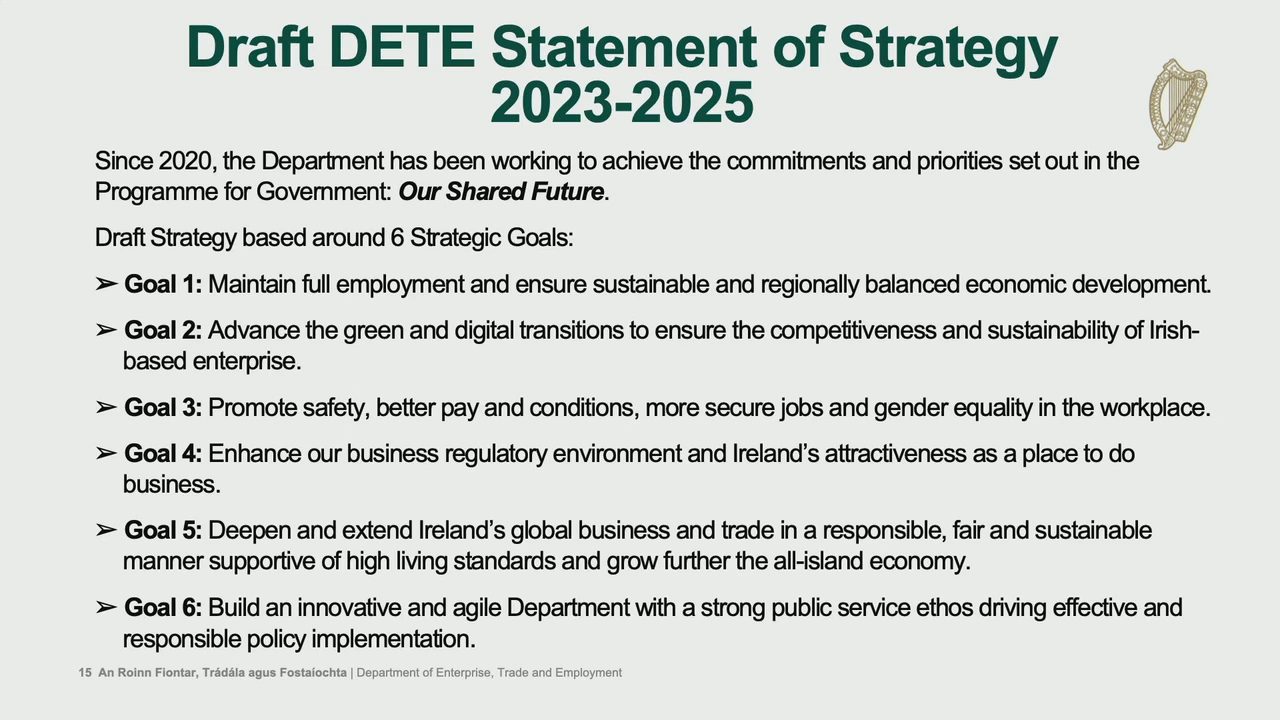 Draft DETE Statement of Strategy
2023-2025
Since 2020, the Department has been working to achieve the commitments and priorities set out in the
Programme for Government: Our Shared Future.
Draft Strategy based around 6 Strategic Goals:
➢ Goal 1: Maintain full employment and ensure sustainable and regionally balanced economic development.
➢ Goal 2: Advance the green and digital transitions to ensure the competitiveness and sustainability of Irish-
based enterprise.
➢ Goal 3: Promote safety, better pay and conditions, more secure jobs and gender equality in the workplace.
➢ Goal 4: Enhance our business regulatory environment and Ireland’s attractiveness as a place to do
business.
➢ Goal 5: Deepen and extend Ireland’s global business and trade in a responsible, fair and sustainable
manner supportive of high living standards and grow further the all-island economy.
➢ Goal 6: Build an innovative and agile Department with a strong public service ethos driving effective and
responsible policy implementation.
15 An Roinn Fiontar, Trádála agus Fostaíochta | Department of Enterprise, Trade and Employment